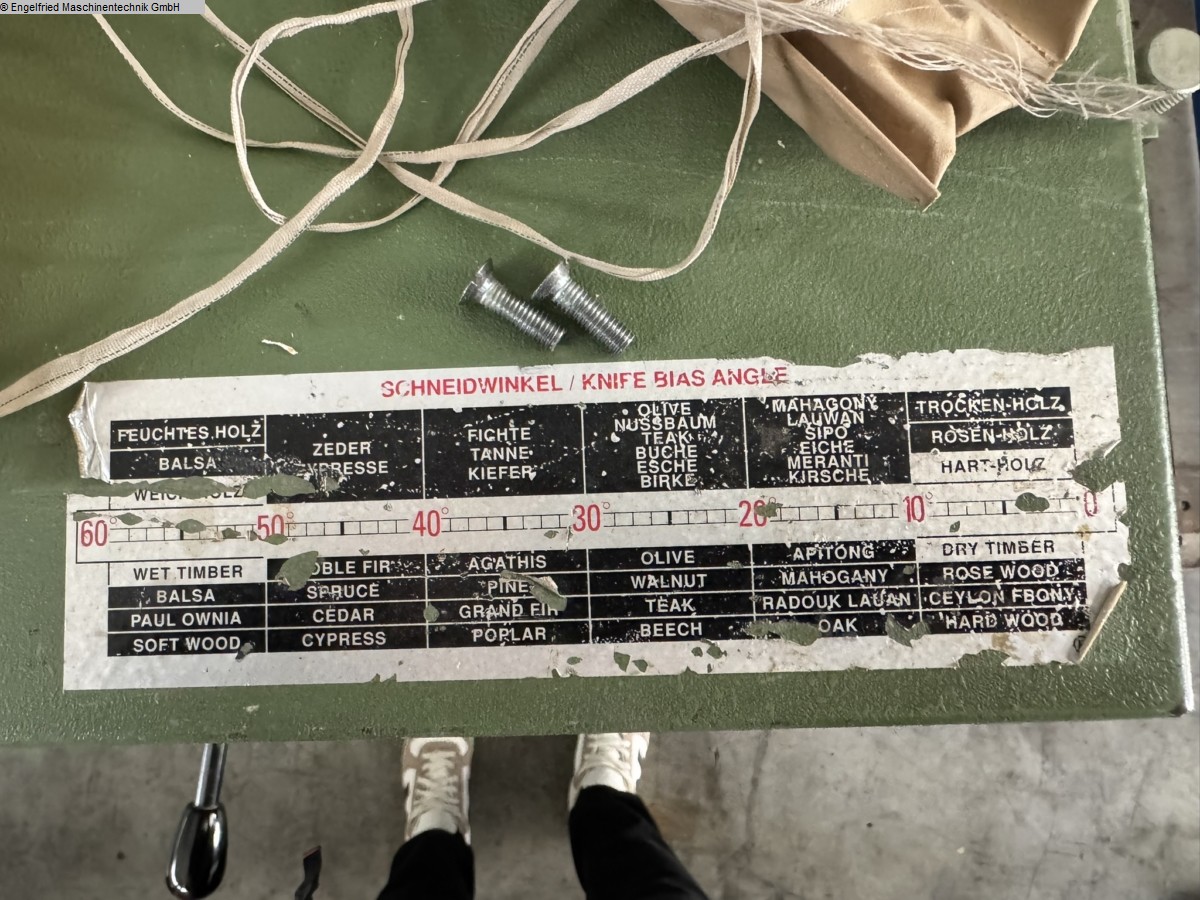 © Engelfried Maschinentechnik GmbH
SCHNEIDWINKEL / KNIFE BIAS ANGLE
FEUCHTES HOLZ
BALSA
ZEDER
FICHTE
TANNE
KIEFER
OLIVE
NUSSBAUM
TEAK
BUCHE
ESCHE
BIRKE
MAHAGONY
LAUWAN
SIPO
EICHE
MERANTI
KIRSCHE
TROCKEN-HOLZ
ROSEN-HOLZ
HART-HOLZ
60° 50° 40° 30° 20° 10° 0
WET TIMBER
BALSA
PAUL OWNIA
SOFT WOOD
FIR
SPRUCE
CEDAR
CYPRESS
AGATHIS
PINE
GRAND FIR
POPLAR
OLIVE
WALNUT
TEAK
BEECH
APITONG
MAHOGANY
RADOUK LAUAN
OAK
DRY TIMBER
ROSE WOOD
CEYLON EBONY
HARD WOOD